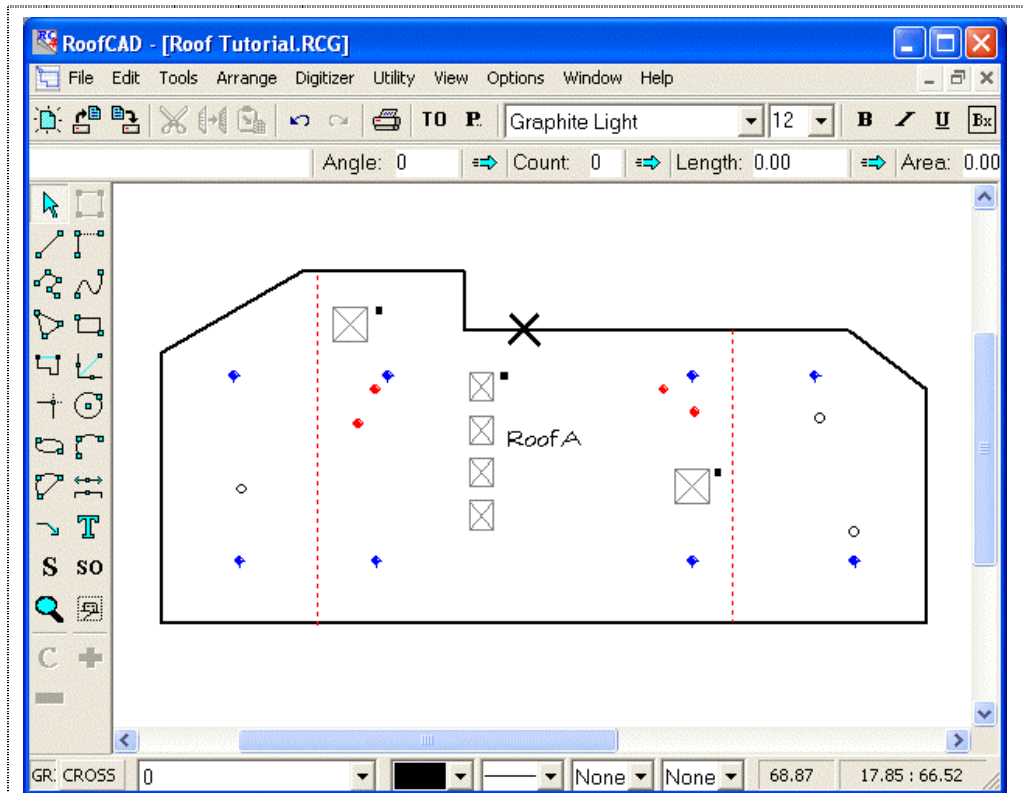 RoofCAD - [Roof Tutorial.RCG]
File Edit Tools Arrange Digitizer Utility View Options Window Help
TO P. Graphite Light 12 B I U Bx
Angle: 0 Count: 0 Length: 0.00 Area: 0.00
Roof A
T
S SO
C
GR: CROSS 0 None None 68.87 17.85 : 66.52